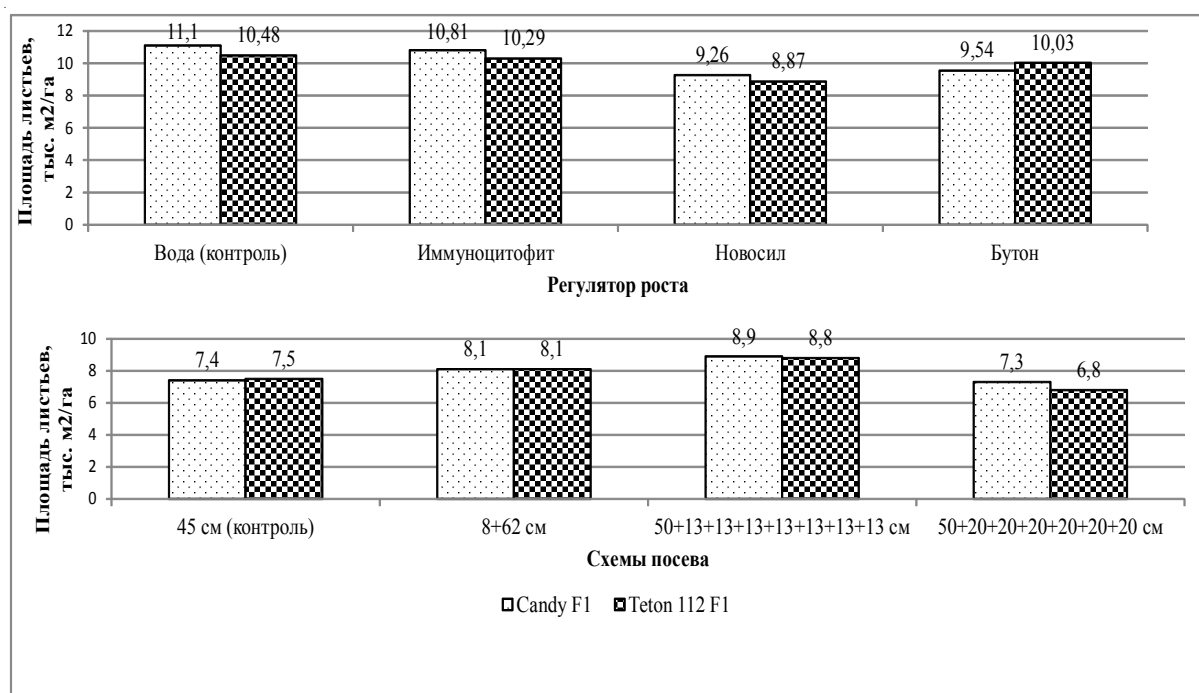 Площадь листьев,
тыс. м2/га
12
10
8
6
4
2
0
11,1
10,48
10,81
10,29
9,26
8,87
9,54
10,03
Вода (контроль)
Иммуноцитофит
Новосил
Бутон
Регулятор роста
Площадь листьев,
тыс. м2/га
10
8
6
4
2
0
7,4
7,5
8,1
8,1
8,9
8,8
7,3
6,8
45 см (контроль)
8+62 см
50+13+13+13+13+13+13+13 см
50+20+20+20+20+20+20 см
Схемы посева
Candy F1
Teton 112 F1